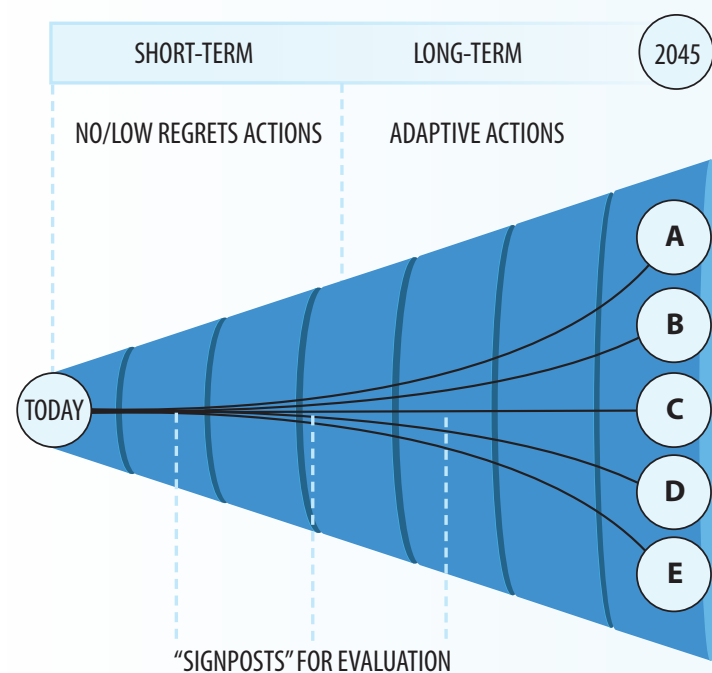 SHORT-TERM
LONG-TERM
2045
NO/LOW REGRETS ACTIONS
ADAPTIVE ACTIONS
A
B
TODAY
C
D
E
“SIGNPOSTS” FOR EVALUATION